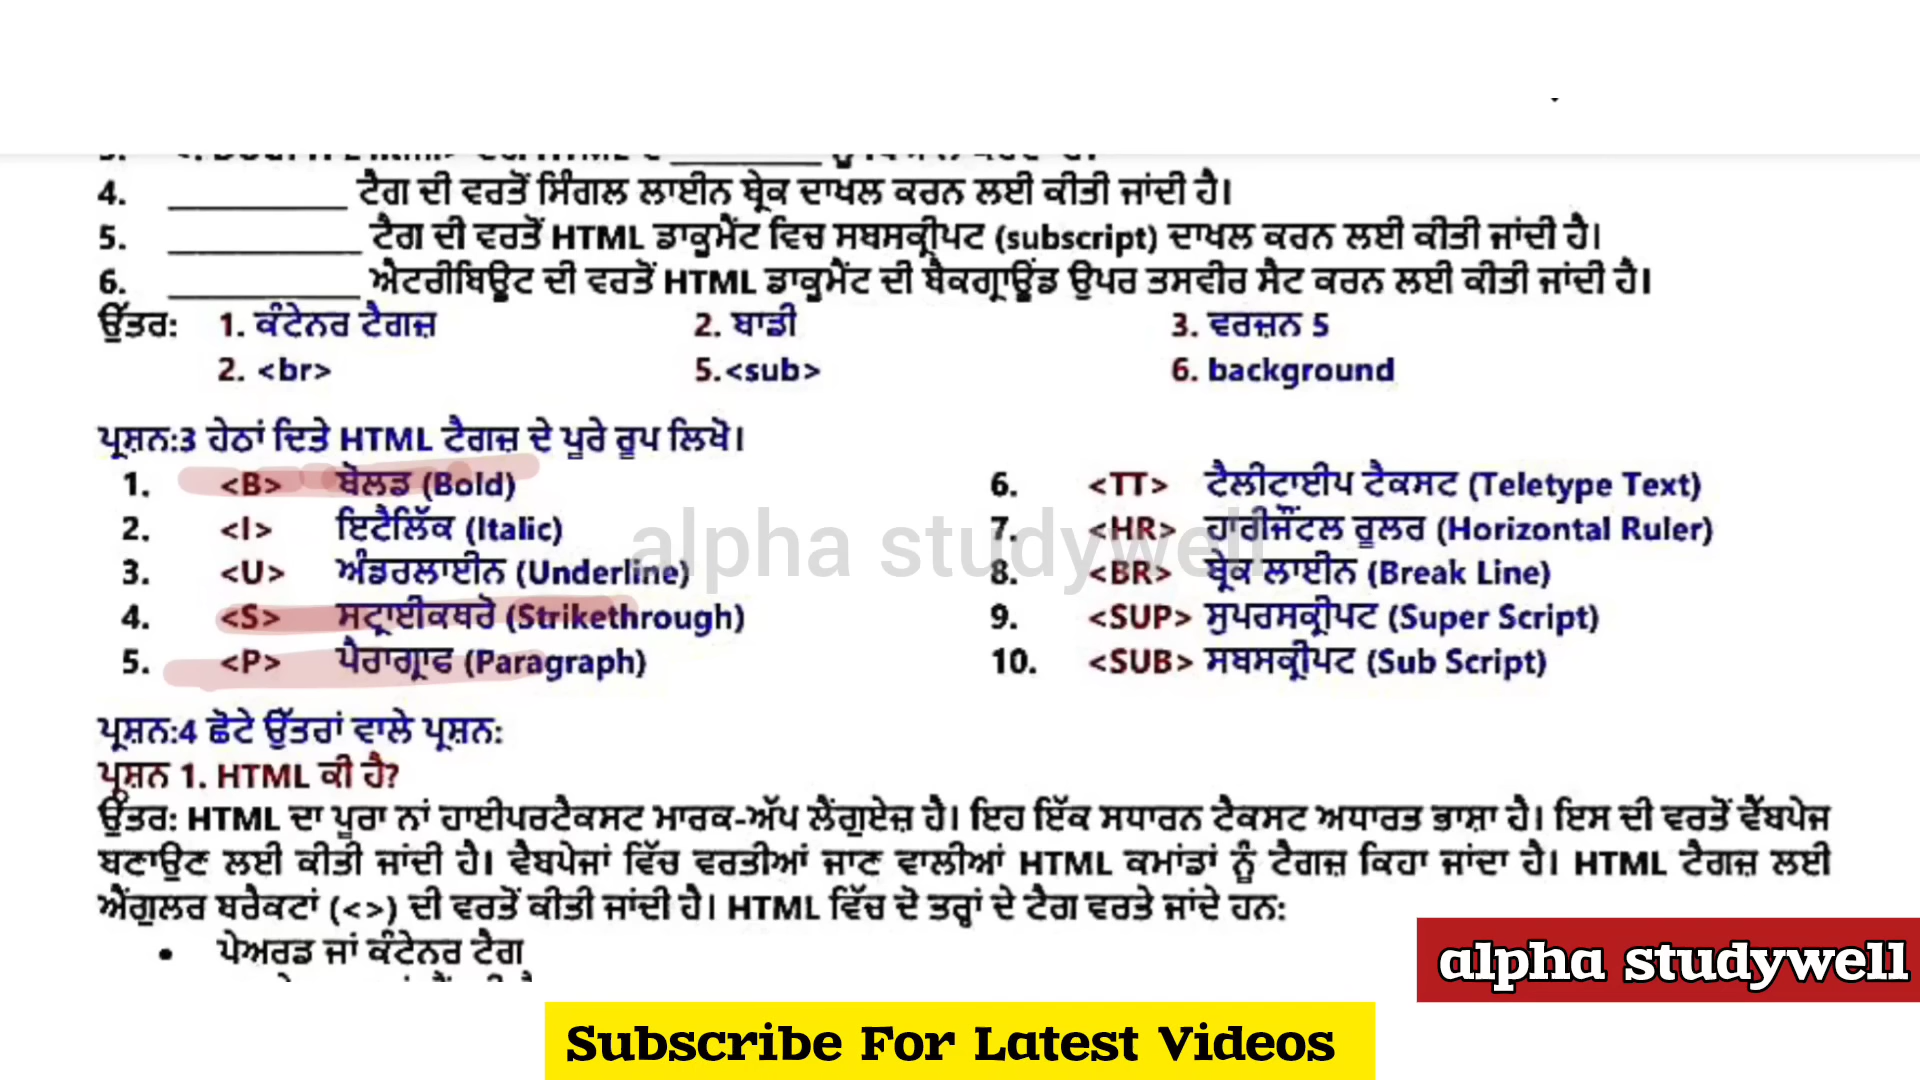 4. __________ ਟੈਗ ਦੀ ਵਰਤੋਂ ਸਿੰਗਲ ਲਾਈਨ ਬ੍ਰੇਕ ਦਾਖਲ ਕਰਨ ਲਈ ਕੀਤੀ ਜਾਂਦੀ ਹੈ।
5. __________ ਟੈਗ ਦੀ ਵਰਤੋਂ HTML ਡਾਕੂਮੈਂਟ ਵਿਚ ਸਬਸਕ੍ਰੀਪਟ (subscript) ਦਾਖਲ ਕਰਨ ਲਈ ਕੀਤੀ ਜਾਂਦੀ ਹੈ।
6. __________ ਐਟਰੀਬਿਊਟ ਦੀ ਵਰਤੋਂ HTML ਡਾਕੂਮੈਂਟ ਦੀ ਬੈਕਗ੍ਰਾਊਂਡ ਉਪਰ ਤਸਵੀਰ ਸੈਟ ਕਰਨ ਲਈ ਕੀਤੀ ਜਾਂਦੀ ਹੈ।
ਉੱਤਰ: 1. ਕੰਟੇਨਰ ਟੈਗਜ਼ 2. ਬਾਡੀ 3. ਵਰਜ਼ਨ 5
2. <br> 5.<sub> 6. background
ਪ੍ਰਸ਼ਨ:3 ਹੇਠਾਂ ਦਿਤੇ HTML ਟੈਗਜ਼ ਦੇ ਪੂਰੇ ਰੂਪ ਲਿਖੋ।
1. <B> ਬੋਲਡ (Bold) 6. <TT> ਟੈਲੀਟਾਈਪ ਟੈਕਸਟ (Teletype Text)
2. <I> ਇਟੈਲਿੱਕ (Italic) 7. <HR> ਹਾਰੀਜੌਂਟਲ ਰੂਲਰ (Horizontal Ruler)
alpha studywell
3. <U> ਅੰਡਰਲਾਈਨ (Underline) 8. <BR> ਬ੍ਰੇਕ ਲਾਈਨ (Break Line)
4. <S> ਸਟ੍ਰਾਈਕਥਰੋ (Strikethrough) 9. <SUP> ਸੁਪਰਸਕ੍ਰੀਪਟ (Super Script)
5. <P> ਪੈਰਾਗ੍ਰਾਫ (Paragraph) 10. <SUB> ਸਬਸਕ੍ਰੀਪਟ (Sub Script)
ਪ੍ਰਸ਼ਨ:4 ਛੋਟੇ ਉੱਤਰਾਂ ਵਾਲੇ ਪ੍ਰਸ਼ਨ:
ਪ੍ਰਸ਼ਨ 1. HTML ਕੀ ਹੈ?
ਉੱਤਰ: HTML ਦਾ ਪੂਰਾ ਨਾਂ ਹਾਈਪਰਟੈਕਸਟ ਮਾਰਕ-ਅੱਪ ਲੈਂਗੁਏਜ਼ ਹੈ। ਇਹ ਇੱਕ ਸਧਾਰਨ ਟੈਕਸਟ ਅਧਾਰਤ ਭਾਸ਼ਾ ਹੈ। ਇਸ ਦੀ ਵਰਤੋਂ ਵੈੱਬਪੇਜ
ਬਣਾਉਣ ਲਈ ਕੀਤੀ ਜਾਂਦੀ ਹੈ। ਵੈਬਪੇਜਾਂ ਵਿੱਚ ਵਰਤੀਆਂ ਜਾਣ ਵਾਲੀਆਂ HTML ਕਮਾਂਡਾਂ ਨੂੰ ਟੈਗਜ਼ ਕਿਹਾ ਜਾਂਦਾ ਹੈ। HTML ਟੈਗਜ਼ ਲਈ
ਐਂਗੁਲਰ ਬਰੈਕਟਾਂ (<>) ਦੀ ਵਰਤੋਂ ਕੀਤੀ ਜਾਂਦੀ ਹੈ। HTML ਵਿੱਚ ਦੋ ਤਰ੍ਹਾਂ ਦੇ ਟੈਗ ਵਰਤੇ ਜਾਂਦੇ ਹਨ:
• ਪੇਅਰਡ ਜਾਂ ਕੰਟੇਨਰ ਟੈਗ
alpha studywell
Subscribe For Latest Videos